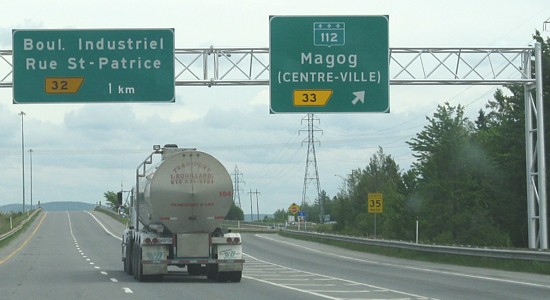 Boul. Industriel
Rue St-Patrice
32
1 km
112
Magog
(CENTRE-VILLE)
33
35